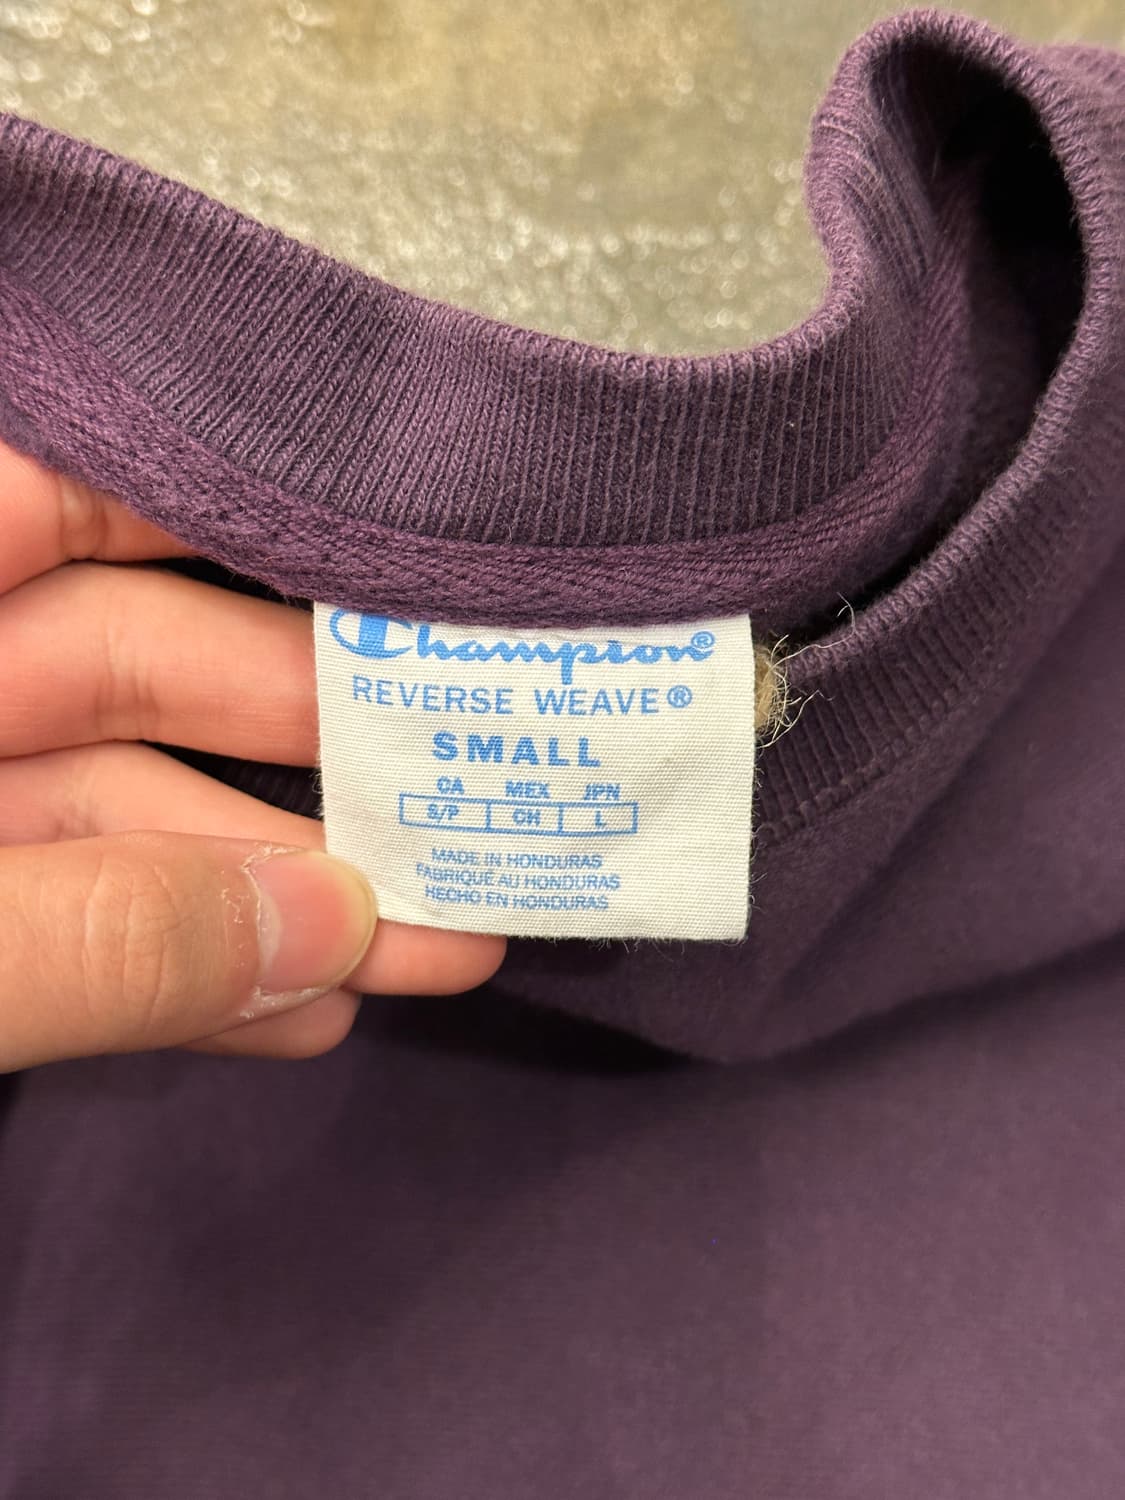 Champion®
REVERSE WEAVE®
SMALL
CA MEX JPN
S/P CH L
MADE IN HONDURAS
FABRIQUÉ AU HONDURAS
HECHO EN HONDURAS